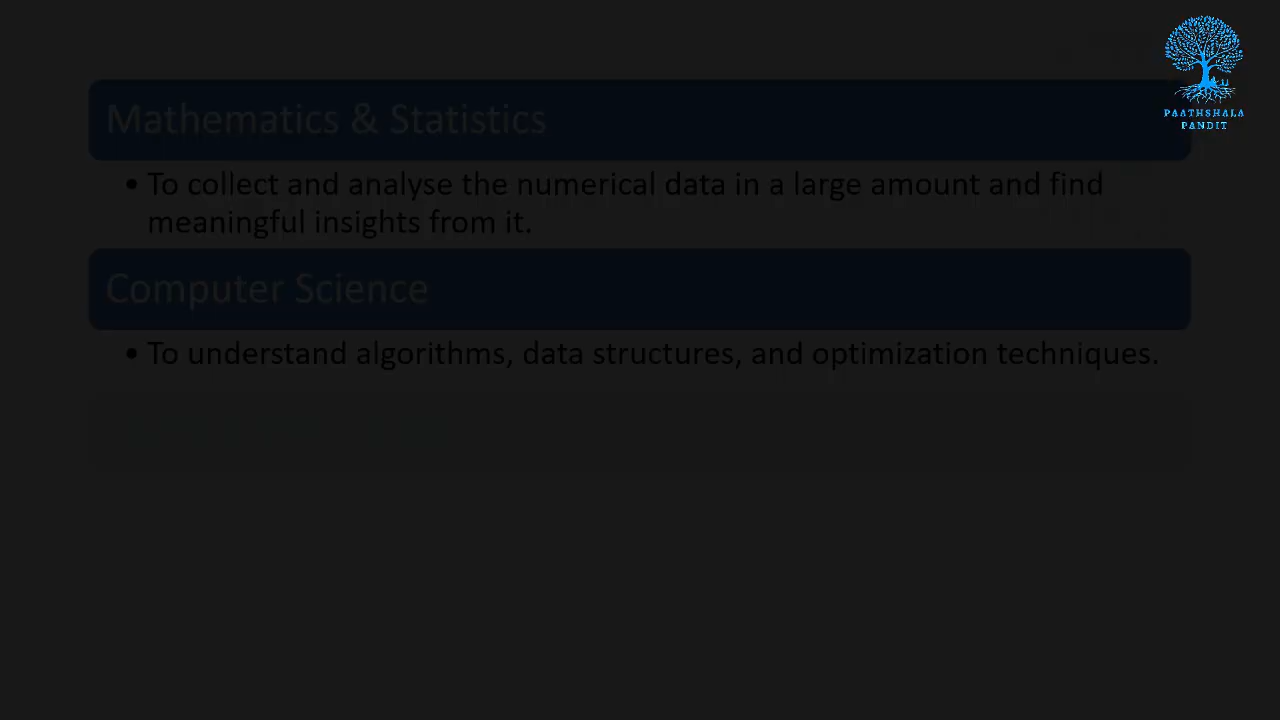 PAATHSHALA
PANDIT
Mathematics & Statistics
• To collect and analyse the numerical data in a large amount and find
meaningful insights from it.
Computer Science
• To understand algorithms, data structures, and optimization techniques.